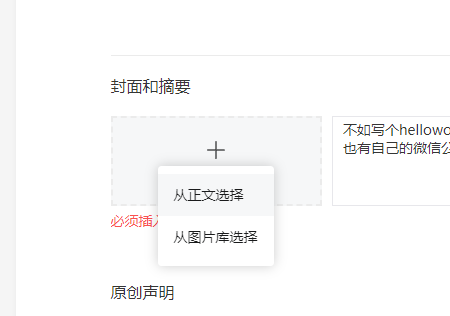 封面和摘要
不如写个hellowo
也有自己的微信公
从正文选择
必须插入
从图片库选择
原创声明